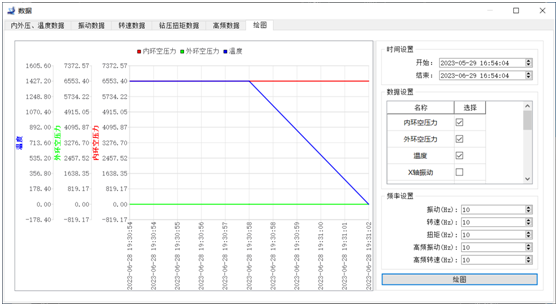 数据
内外压、温度数据 振动数据 转速数据 钻压扭矩数据 高频数据 绘图
内环空压力 外环空压力 温度
1605.60 7372.57 7372.57
1427.20 6553.40 6553.40
1248.80 5734.22 5734.22
1070.40 4915.05 4915.05
892.00 4095.87 4095.87
713.60 3276.70 3276.70
535.20 2457.52 2457.52
356.80 1638.35 1638.35
178.40 819.17 819.17
0.00 0.00 0.00
-178.40 -819.17 -819.17
温度
外环空压力
内环空压力
2023-06-28 19:30:54
2023-06-28 19:30:54
2023-06-28 19:30:55
2023-06-28 19:30:56
2023-06-28 19:30:57
2023-06-28 19:30:58
2023-06-28 19:30:59
2023-06-28 19:31:00
2023-06-28 19:31:01
2023-06-28 19:31:02
时间设置
开始: 2023-05-29 16:54:04
结束: 2023-06-29 16:54:04
数据设置
名称 选择
内环空压力
外环空压力
温度
X轴振动
频率设置
振动(Hz): 10
转速(Hz): 10
扭矩(Hz): 10
高频振动(Hz): 10
高频转速(Hz): 10
绘图